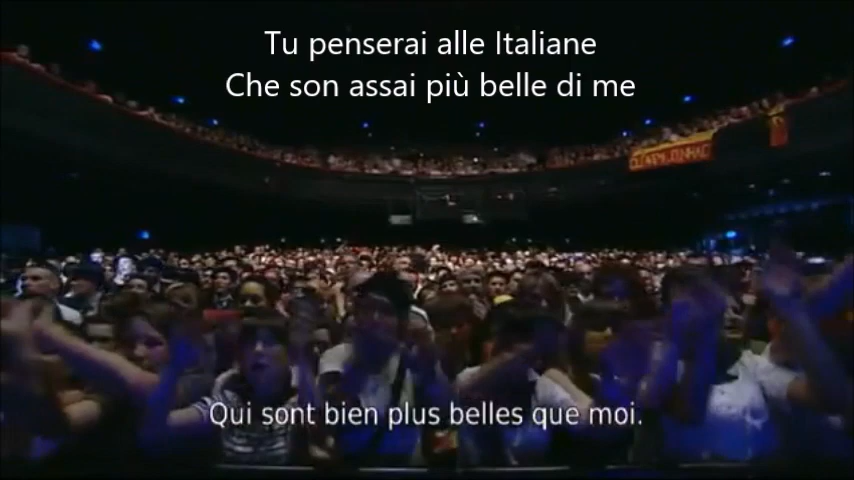 Tu penserai alle Italiane
Che son assai più belle di me
Qui sont bien plus belles que moi.